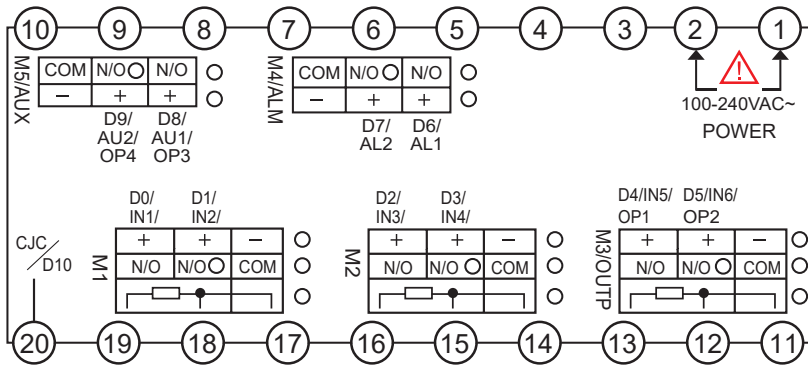 10 9 8 7 6 5 4 3 2 1
M5/AUX
COM N/O N/O
− + +
D9/ AU2/ OP4
D8/ AU1/ OP3
M4/ALM
COM N/O N/O
− + +
D7/ AL2
D6/ AL1
100-240VAC~
POWER
CJC/D10
M1
D0/ IN1/
D1/ IN2/
+ + −
N/O N/O COM
M2
D2/ IN3/
D3/ IN4/
+ + −
N/O N/O COM
M3/OUTP
D4/IN5/ OP1
D5/IN6/ OP2
+ + −
N/O N/O COM
20 19 18 17 16 15 14 13 12 11